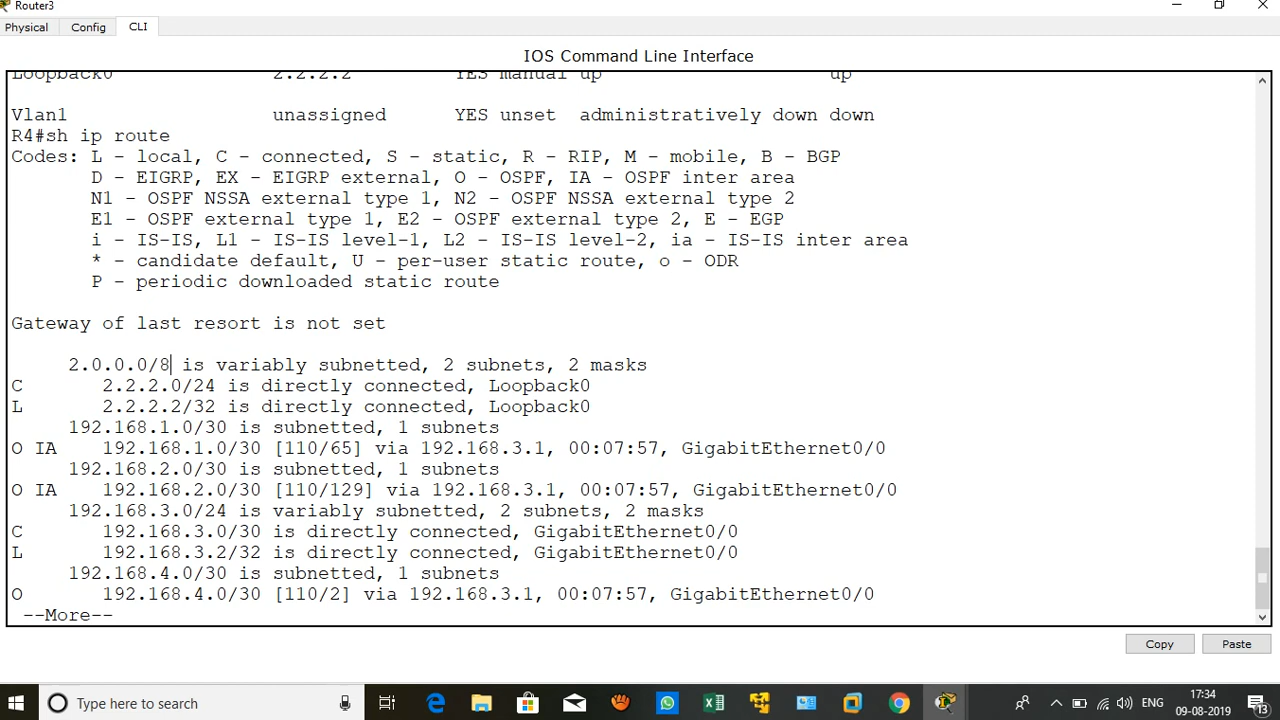 Router3
Physical Config CLI
IOS Command Line Interface
Loopback0 2.2.2.2 YES manual up up
Vlan1 unassigned YES unset administratively down down
R4#sh ip route
Codes: L - local, C - connected, S - static, R - RIP, M - mobile, B - BGP
D - EIGRP, EX - EIGRP external, O - OSPF, IA - OSPF inter area
N1 - OSPF NSSA external type 1, N2 - OSPF NSSA external type 2
E1 - OSPF external type 1, E2 - OSPF external type 2, E - EGP
i - IS-IS, L1 - IS-IS level-1, L2 - IS-IS level-2, ia - IS-IS inter area
* - candidate default, U - per-user static route, o - ODR
P - periodic downloaded static route
Gateway of last resort is not set
2.0.0.0/8 is variably subnetted, 2 subnets, 2 masks
C 2.2.2.0/24 is directly connected, Loopback0
L 2.2.2.2/32 is directly connected, Loopback0
192.168.1.0/30 is subnetted, 1 subnets
O IA 192.168.1.0/30 [110/65] via 192.168.3.1, 00:07:57, GigabitEthernet0/0
192.168.2.0/30 is subnetted, 1 subnets
O IA 192.168.2.0/30 [110/129] via 192.168.3.1, 00:07:57, GigabitEthernet0/0
192.168.3.0/24 is variably subnetted, 2 subnets, 2 masks
C 192.168.3.0/30 is directly connected, GigabitEthernet0/0
L 192.168.3.2/32 is directly connected, GigabitEthernet0/0
192.168.4.0/30 is subnetted, 1 subnets
O 192.168.4.0/30 [110/2] via 192.168.3.1, 00:07:57, GigabitEthernet0/0
--More--
Copy Paste
Type here to search
ENG
17:34
09-08-2019
13